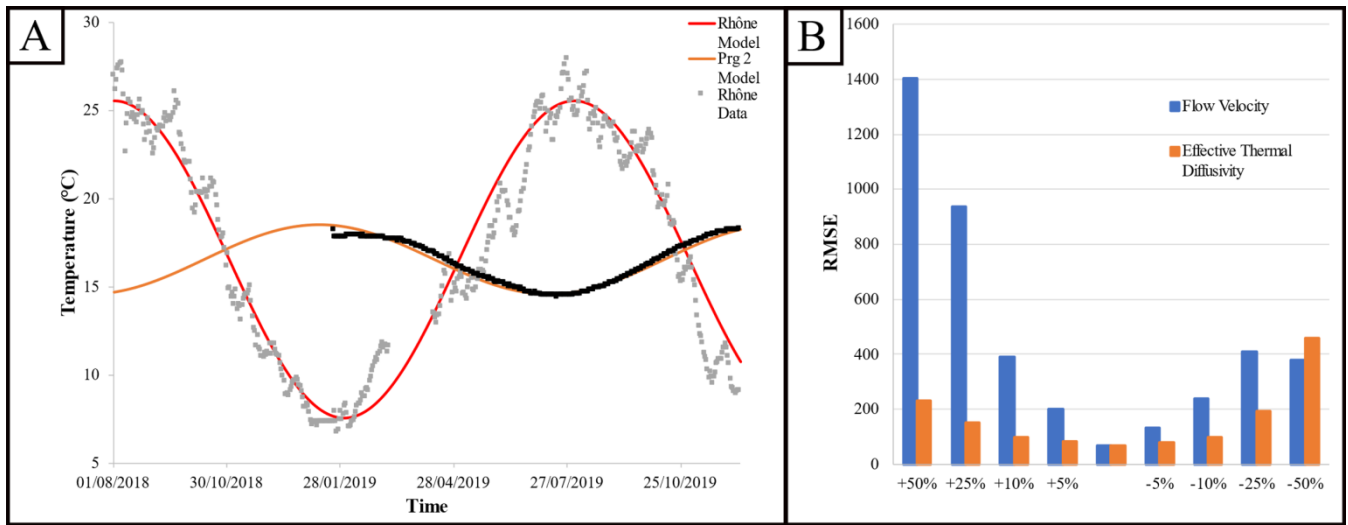 A
Temperature (°C)
30
25
20
15
10
5
01/08/2018 30/10/2018 28/01/2019 28/04/2019 27/07/2019 25/10/2019
Time
Rhône
Model
Prg 2
Model
Rhône
Data
B
RMSE
1600
1400
1200
1000
800
600
400
200
0
+50% +25% +10% +5% -5% -10% -25% -50%
Flow Velocity
Effective Thermal
Diffusivity